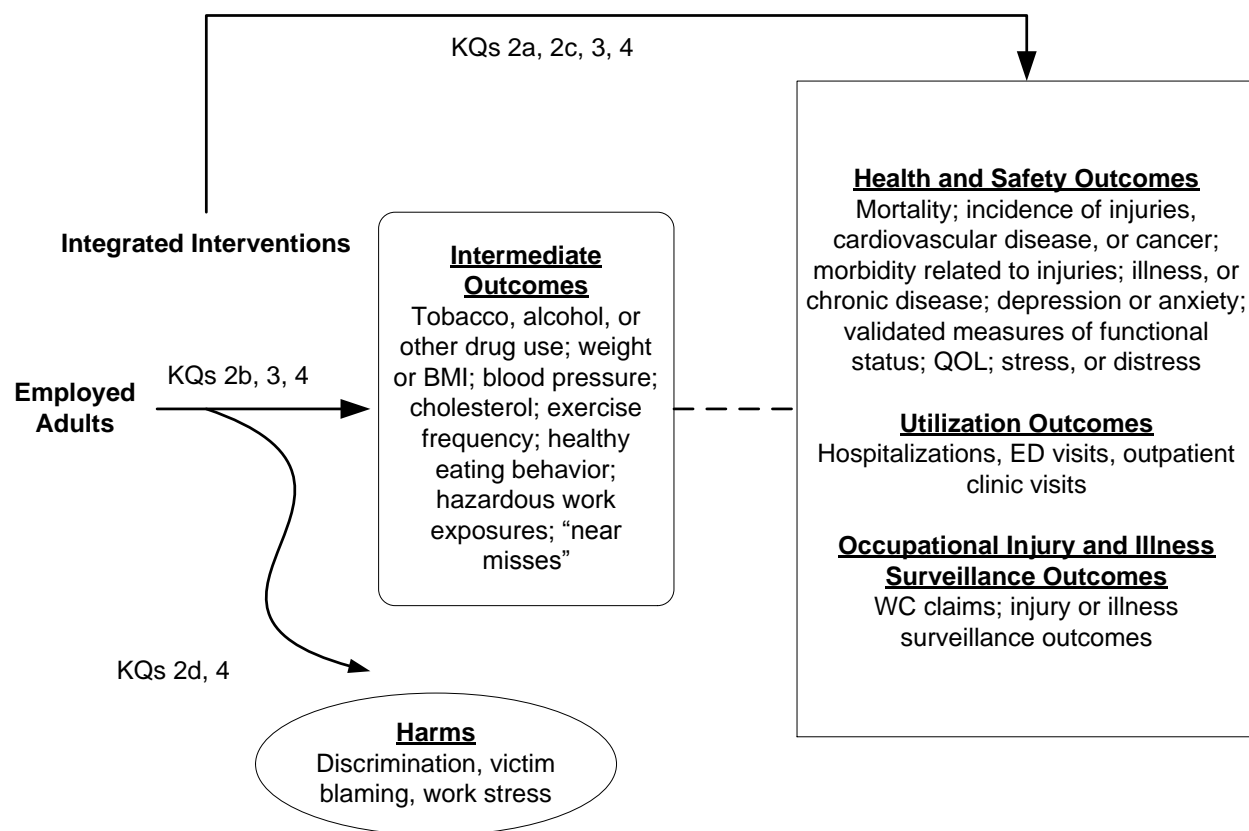 KQs 2a, 2c, 3, 4
Integrated Interventions
Employed
Adults
KQs 2b, 3, 4
Intermediate
Outcomes
Tobacco, alcohol, or
other drug use; weight
or BMI; blood pressure;
cholesterol; exercise
frequency; healthy
eating behavior;
hazardous work
exposures; “near
misses”
Health and Safety Outcomes
Mortality; incidence of injuries,
cardiovascular disease, or cancer;
morbidity related to injuries; illness, or
chronic disease; depression or anxiety;
validated measures of functional
status; QOL; stress, or distress
Utilization Outcomes
Hospitalizations, ED visits, outpatient
clinic visits
Occupational Injury and Illness
Surveillance Outcomes
WC claims; injury or illness
surveillance outcomes
KQs 2d, 4
Harms
Discrimination, victim
blaming, work stress